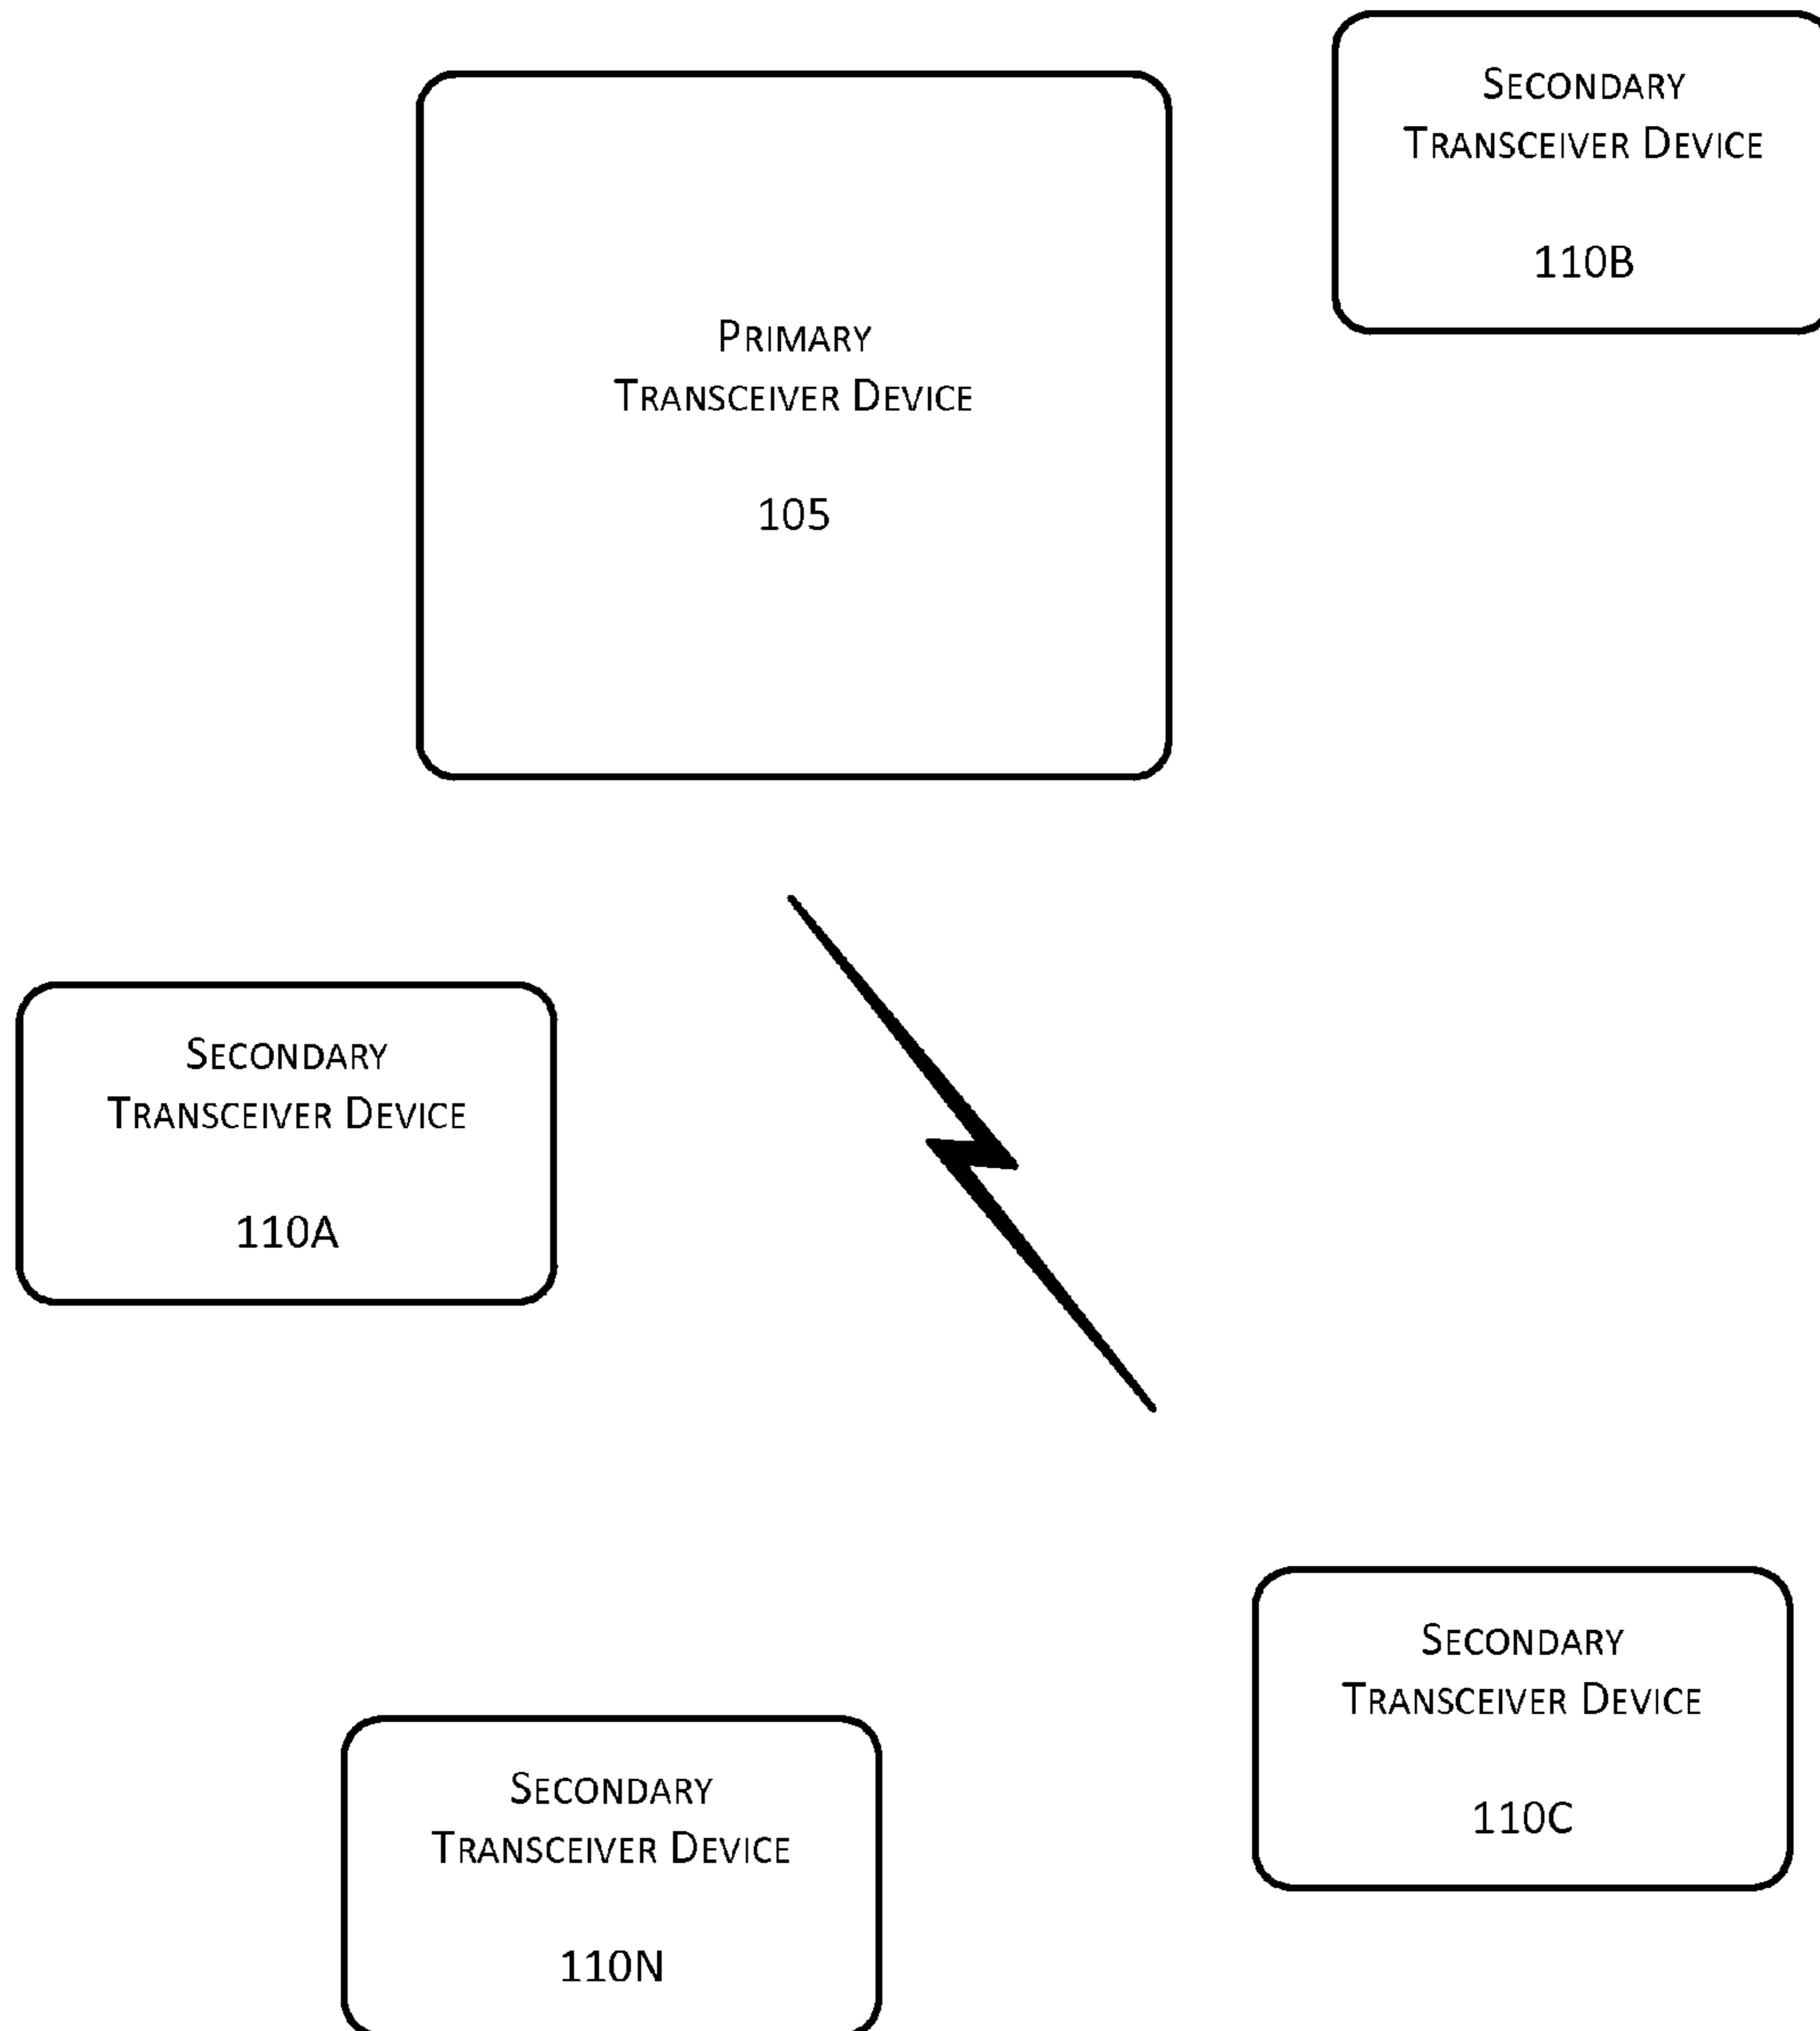 SECONDARY
TRANSCEIVER DEVICE
110B
PRIMARY
TRANSCEIVER DEVICE
105
SECONDARY
TRANSCEIVER DEVICE
110A
SECONDARY
TRANSCEIVER DEVICE
110C
SECONDARY
TRANSCEIVER DEVICE
110N